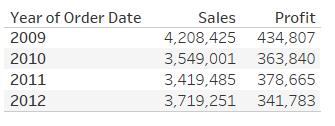 Year of Order Date Sales Profit
2009 4,208,425 434,807
2010 3,549,001 363,840
2011 3,419,485 378,665
2012 3,719,251 341,783